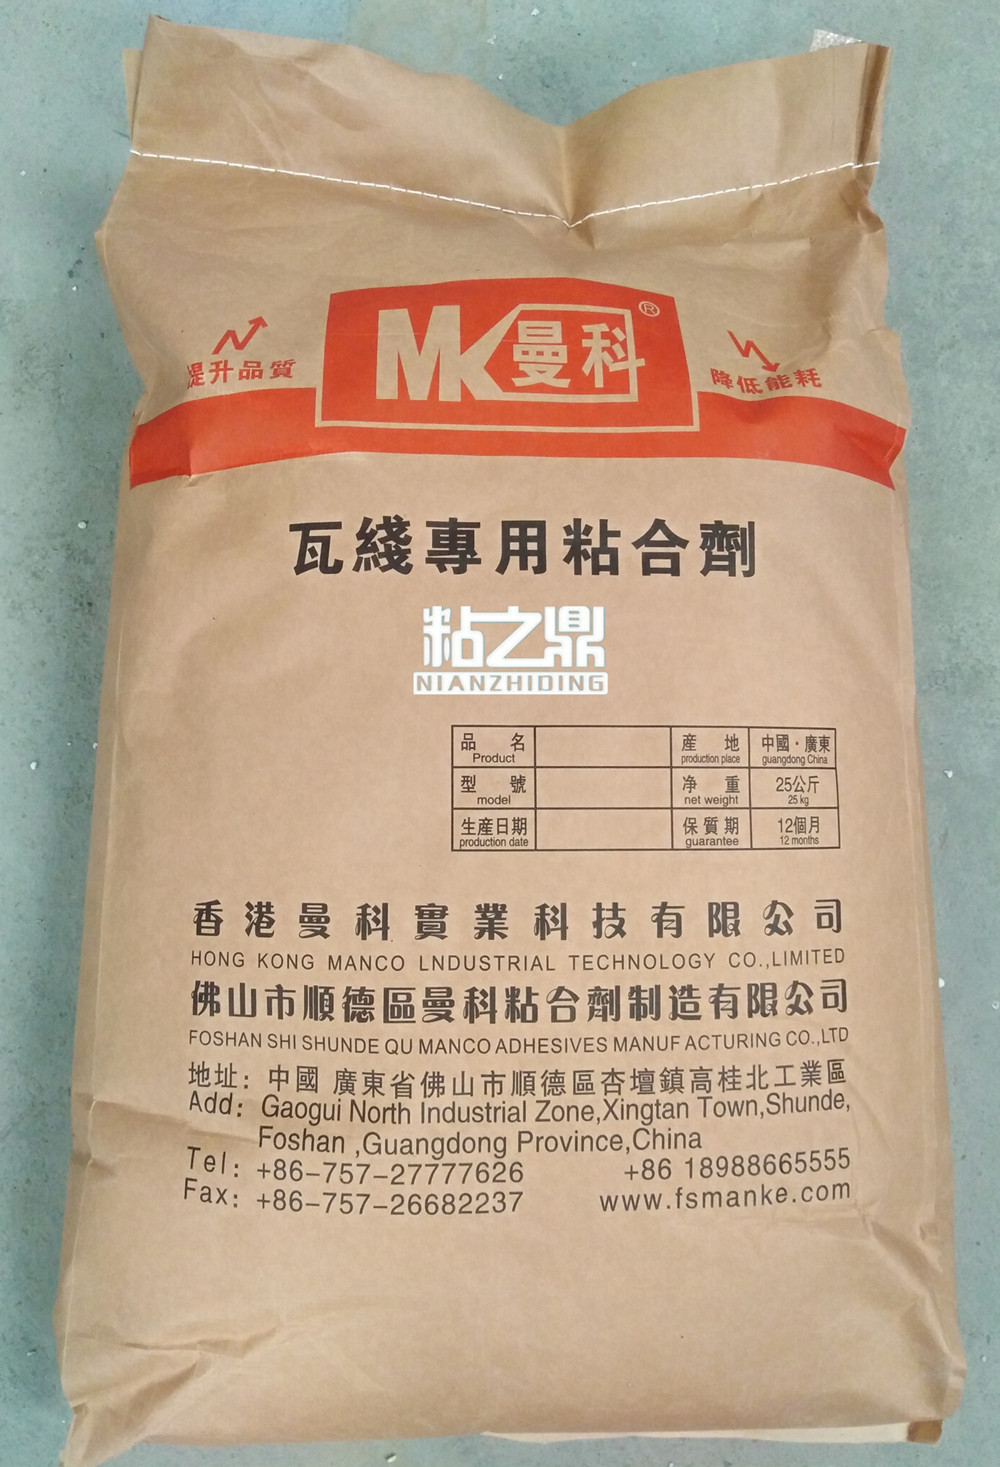 MK曼科®
提升品質
降低能耗
瓦綫專用粘合劑
粘之鼎
NIANZHIDING
品 名 產 地 中國·廣東
Product production place guangdong China
型 號 净 重 25公斤
model net weight 25 kg
生産日期 保質期 12個月
production date guarantee 12 months
香港曼科實業科技有限公司
HONG KONG MANCO LNDUSTRIAL TECHNOLOGY CO.,LIMITED
佛山市順德區曼科粘合劑制造有限公司
FOSHAN SHI SHUNDE QU MANCO ADHESIVES MANUF ACTURING CO.,LTD
地址: 中國 廣東省佛山市順德區杏壇鎮高桂北工業區
Add: Gaogui North Industrial Zone,Xingtan Town,Shunde,
Foshan ,Guangdong Province,China
Tel: +86-757-27777626 +86 18988665555
Fax: +86-757-26682237 www.fsmanke.com